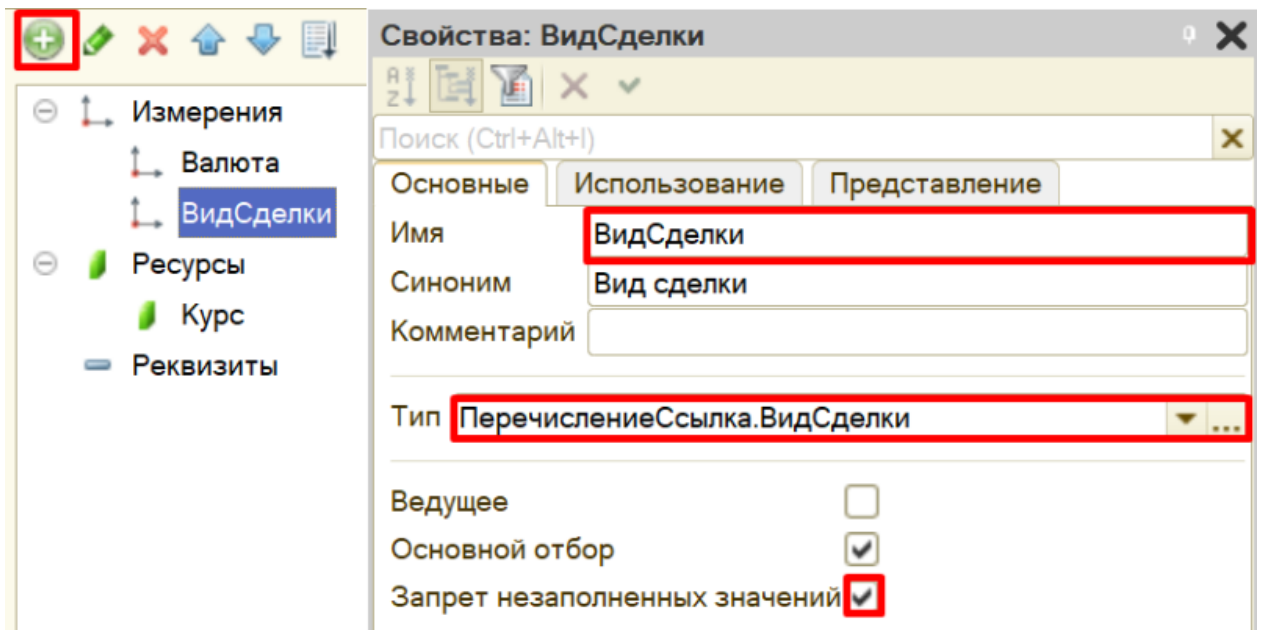 Свойства: ВидСделки
Поиск (Ctrl+Alt+I)
Измерения
Валюта
ВидСделки
Ресурсы
Курс
Реквизиты
Основные Использование Представление
Имя ВидСделки
Синоним Вид сделки
Комментарий
Тип ПеречислениеСсылка.ВидСделки ...
Ведущее
Основной отбор
Запрет незаполненных значений